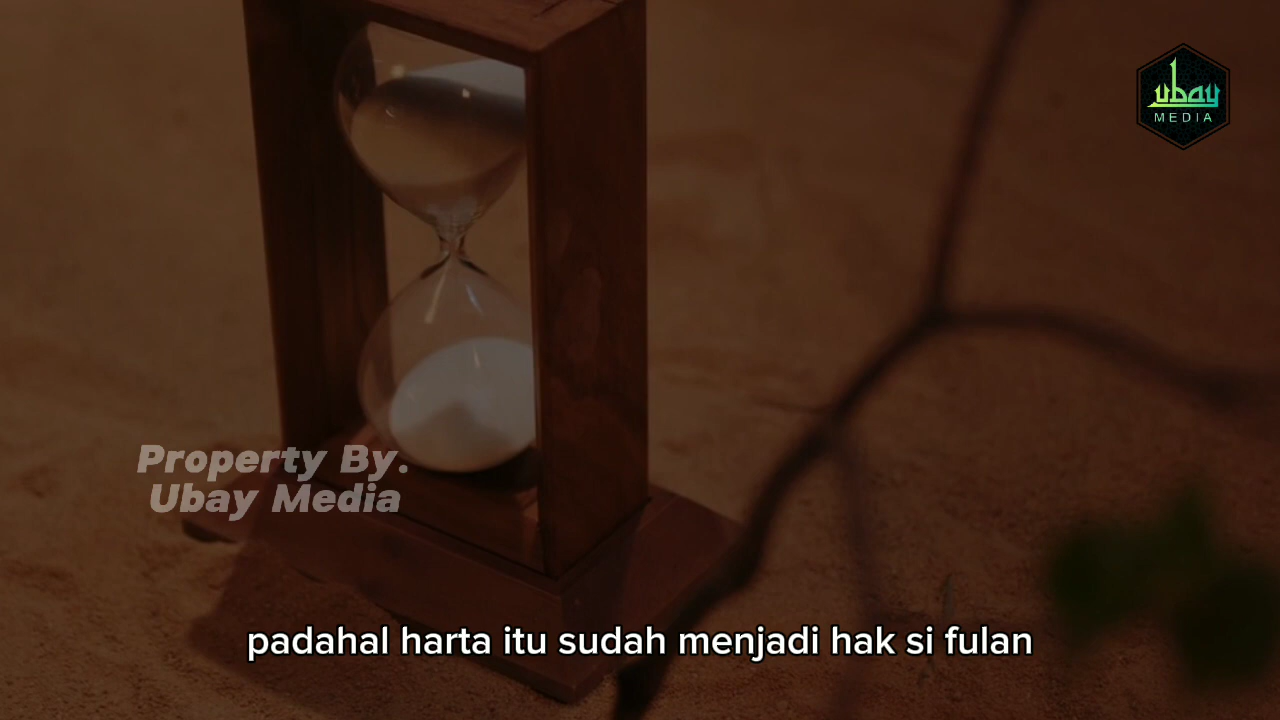 ubay
MEDIA
Property By.
Ubay Media
padahal harta itu sudah menjadi hak si fulan